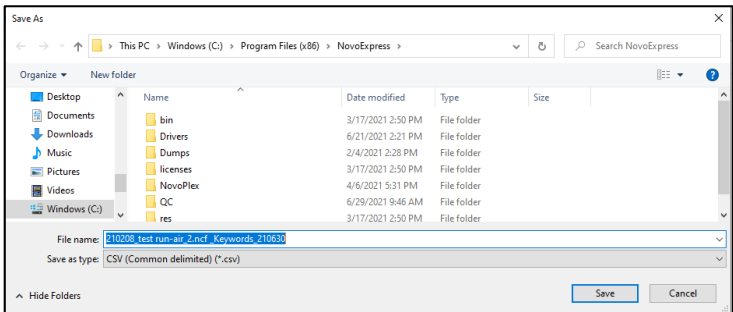 Save As
This PC > Windows (C:) > Program Files (x86) > NovoExpress >
Search NovoExpress
Organize New folder
Desktop
Documents
Downloads
Music
Pictures
Videos
Windows (C:)
Name Date modified Type Size
bin 3/17/2021 2:50 PM File folder
Drivers 6/21/2021 2:21 PM File folder
Dumps 2/4/2021 2:28 PM File folder
licenses 3/17/2021 2:50 PM File folder
NovoPlex 4/6/2021 5:31 PM File folder
QC 6/29/2021 9:46 AM File folder
res 3/17/2021 2:50 PM File folder
File name: 210208_test run-air_2.ncf _Keywords_210630
Save as type: CSV (Common delimited) (*.csv)
Hide Folders
Save Cancel